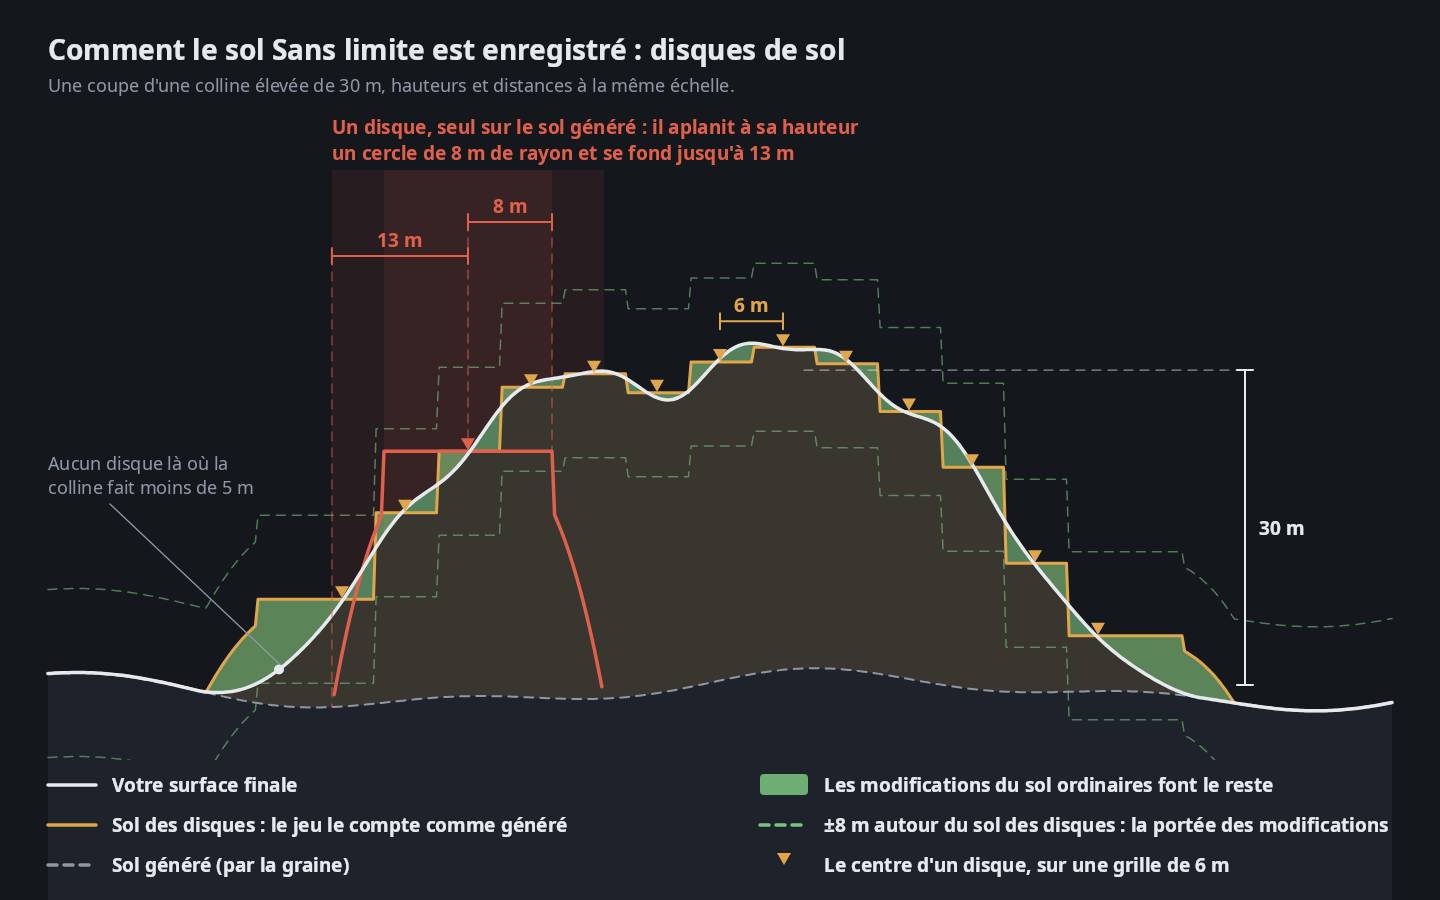 Comment le sol Sans limite est enregistré : disques de sol
Une coupe d'une colline élevée de 30 m, hauteurs et distances à la même échelle.
Un disque, seul sur le sol généré : il aplanit à sa hauteur
un cercle de 8 m de rayon et se fond jusqu'à 13 m
8 m
13 m
6 m
Aucun disque là où la
colline fait moins de 5 m
30 m
Votre surface finale
Sol des disques : le jeu le compte comme généré
Sol généré (par la graine)
Les modifications du sol ordinaires font le reste
±8 m autour du sol des disques : la portée des modifications
Le centre d'un disque, sur une grille de 6 m